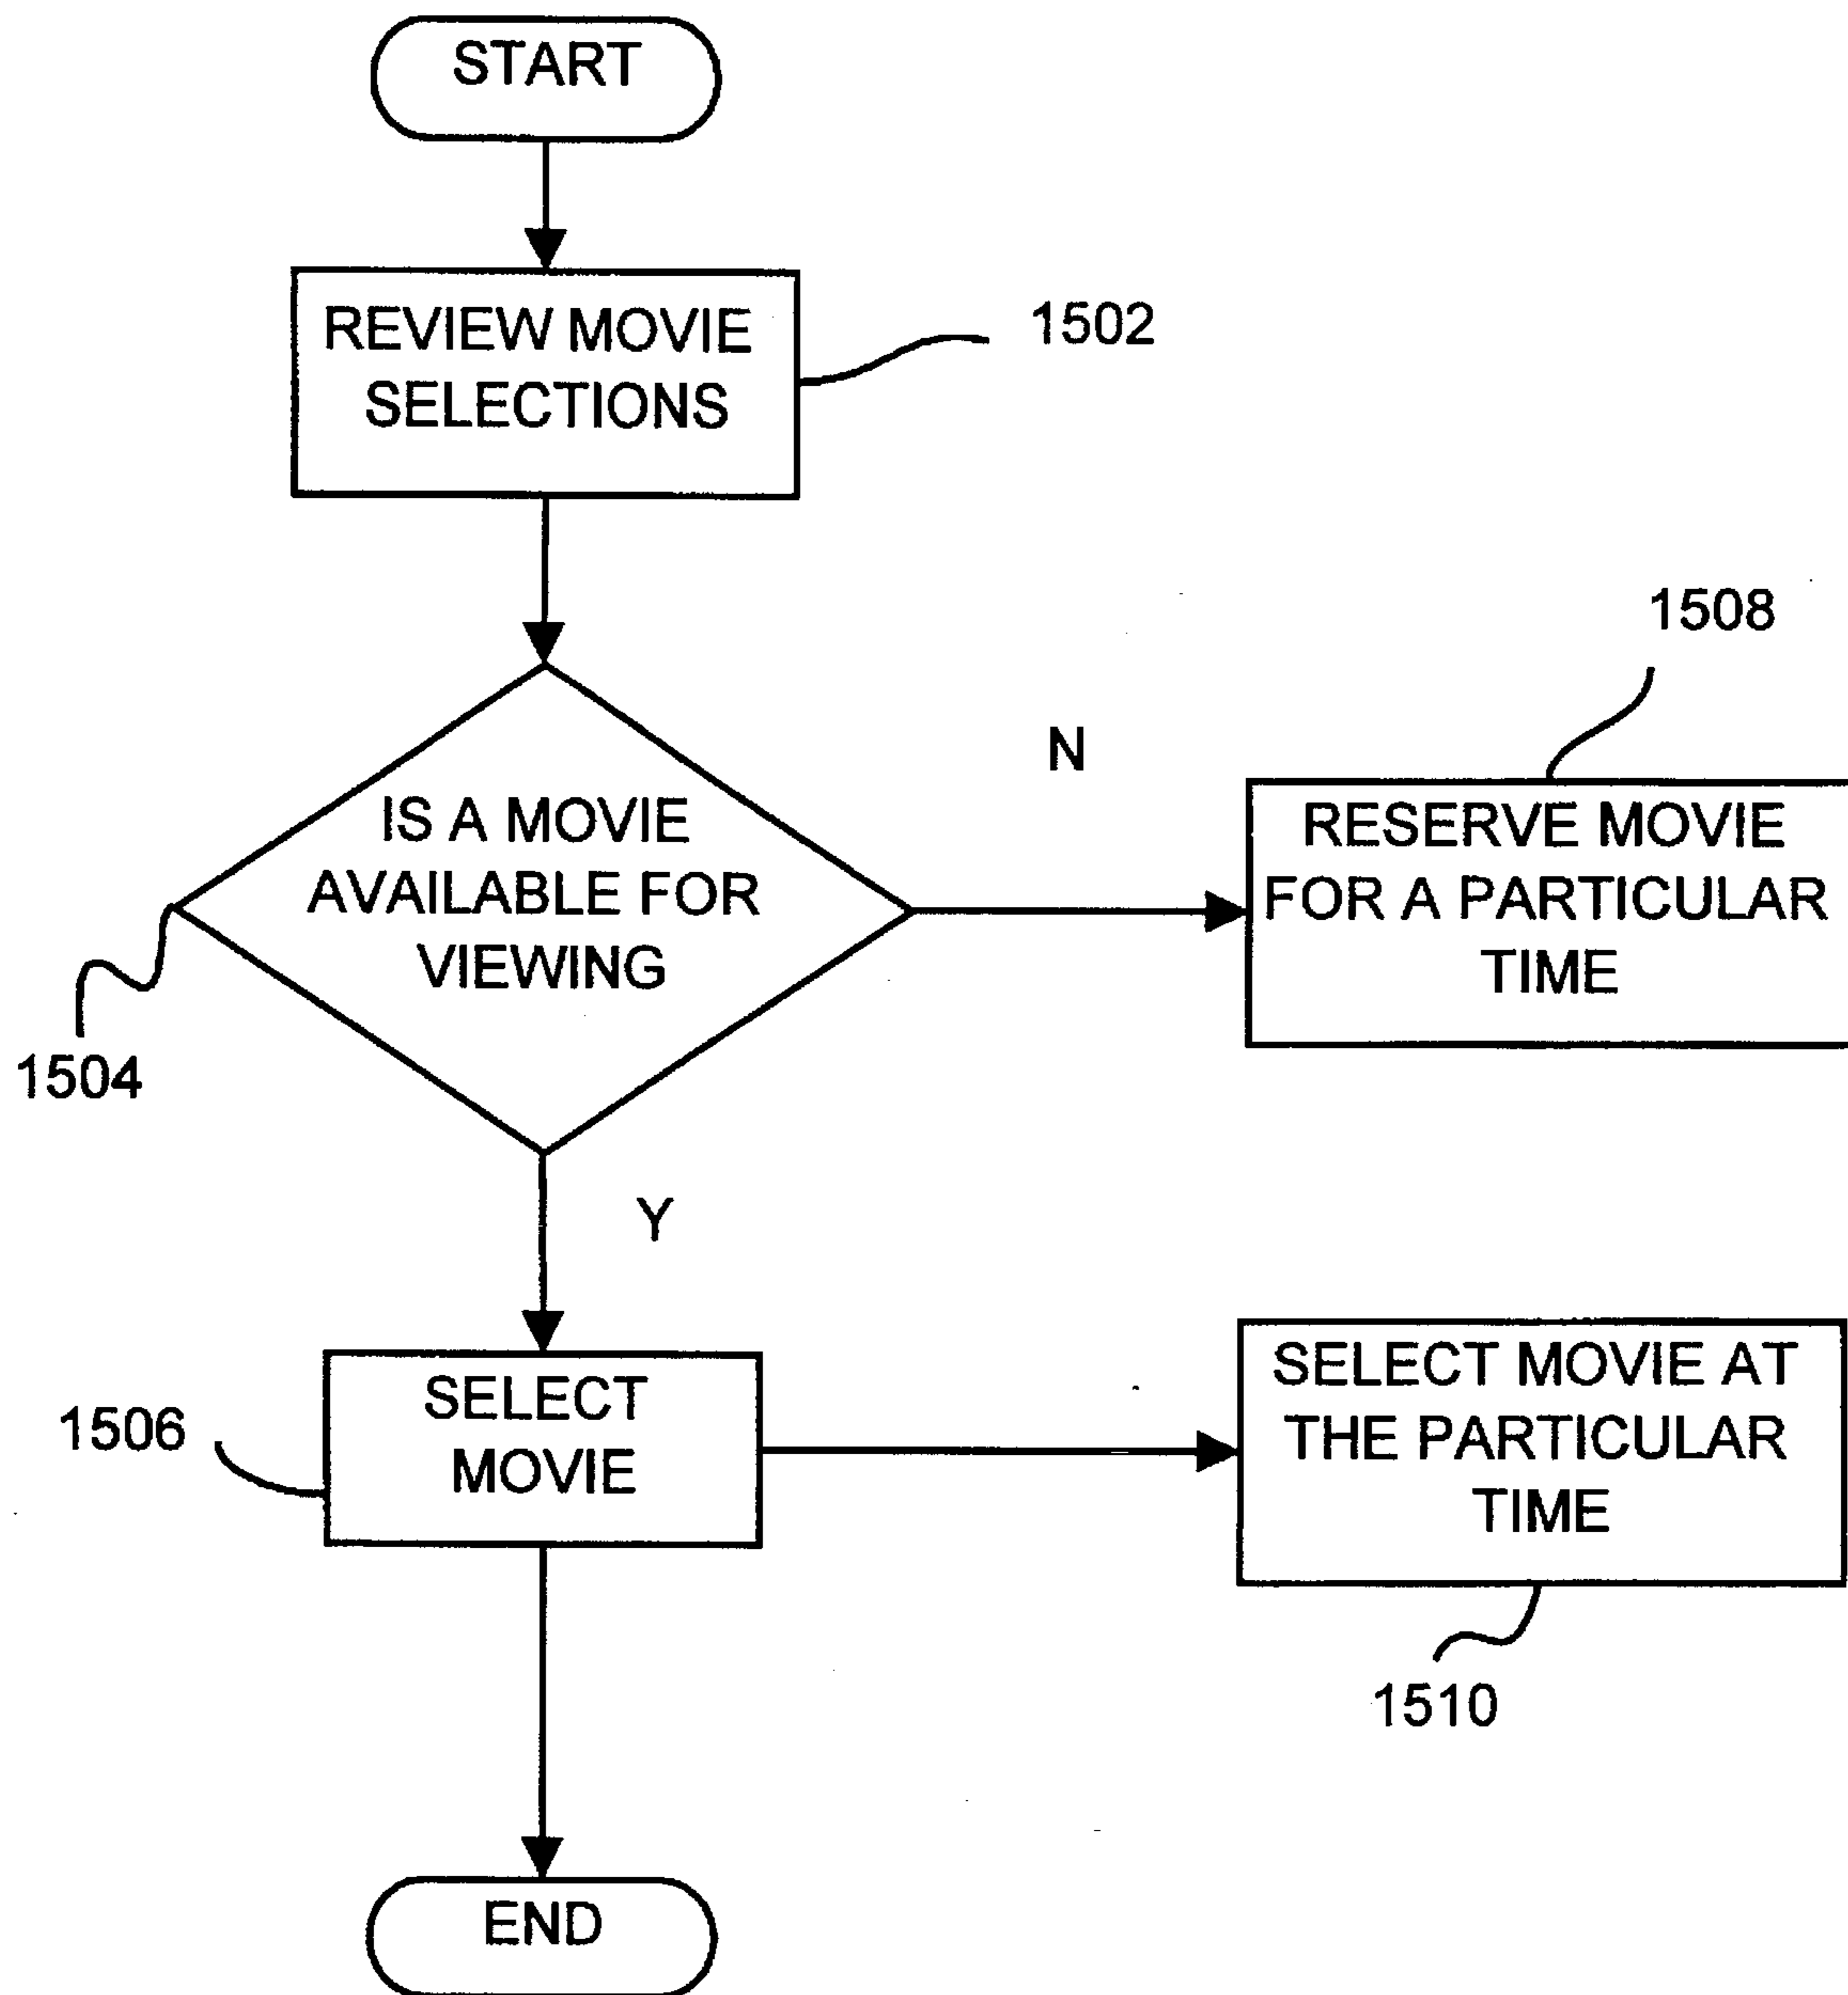 START
REVIEW MOVIE
SELECTIONS
1502
IS A MOVIE
AVAILABLE FOR
VIEWING
1504
N
1508
RESERVE MOVIE
FOR A PARTICULAR
TIME
Y
SELECT
MOVIE
1506
SELECT MOVIE AT
THE PARTICULAR
TIME
1510
END